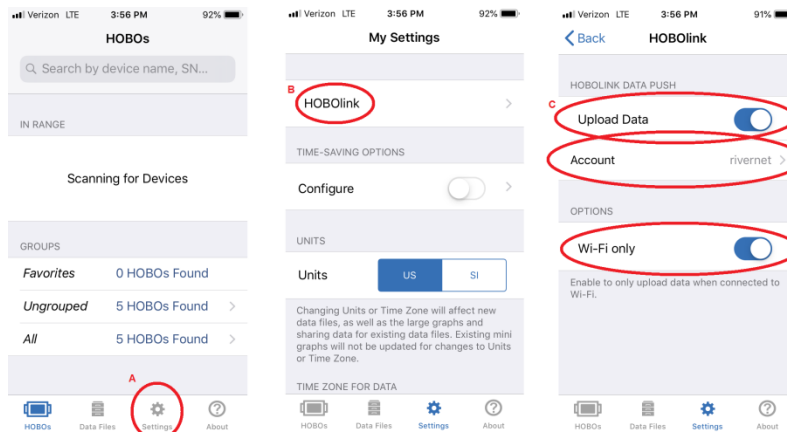 Verizon LTE 3:56 PM 92%
HOBOs
Search by device name, SN...
IN RANGE
Scanning for Devices
GROUPS
Favorites 0 HOBOs Found
Ungrouped 5 HOBOs Found
All 5 HOBOs Found
A
HOBOs Data Files Settings About
Verizon LTE 3:56 PM 92%
My Settings
B
HOBOlink
TIME-SAVING OPTIONS
Configure
UNITS
Units US SI
Changing Units or Time Zone will affect new
data files, as well as the large graphs and
sharing data for existing data files. Existing mini
graphs will not be updated for changes to Units
or Time Zone.
TIME ZONE FOR DATA
HOBOs Data Files Settings About
Verizon LTE 3:56 PM 91%
Back HOBOlink
HOBOLINK DATA PUSH
C
Upload Data
Account rivernet
OPTIONS
Wi-Fi only
Enable to only upload data when connected to
Wi-Fi.
HOBOs Data Files Settings About